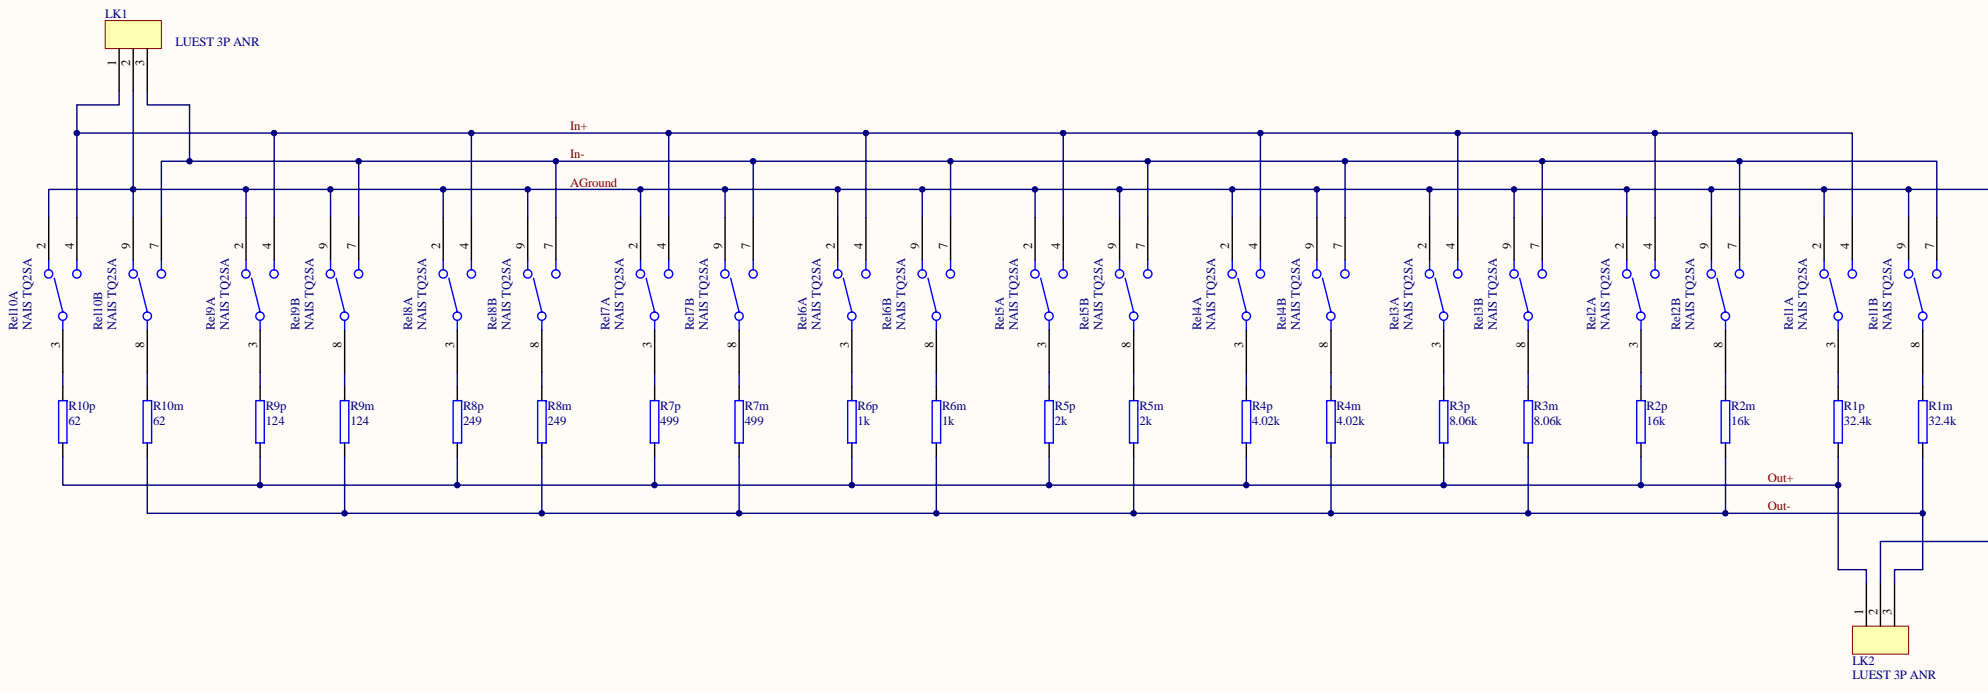 LK1
LUEST 3P ANR
1
2
3
In+
In-
AGround
2
4
9
7
2
4
9
7
2
4
9
7
2
4
9
7
2
4
9
7
2
4
9
7
2
4
9
7
2
4
9
7
2
4
9
7
2
4
9
7
Rel10A
NAIS TQ2SA
Rel10B
NAIS TQ2SA
Rel9A
NAIS TQ2SA
Rel9B
NAIS TQ2SA
Rel8A
NAIS TQ2SA
Rel8B
NAIS TQ2SA
Rel7A
NAIS TQ2SA
Rel7B
NAIS TQ2SA
Rel6A
NAIS TQ2SA
Rel6B
NAIS TQ2SA
Rel5A
NAIS TQ2SA
Rel5B
NAIS TQ2SA
Rel4A
NAIS TQ2SA
Rel4B
NAIS TQ2SA
Rel3A
NAIS TQ2SA
Rel3B
NAIS TQ2SA
Rel2A
NAIS TQ2SA
Rel2B
NAIS TQ2SA
Rel1A
NAIS TQ2SA
Rel1B
NAIS TQ2SA
3
8
3
8
3
8
3
8
3
8
3
8
3
8
3
8
3
8
3
8
R10p
62
R10m
62
R9p
124
R9m
124
R8p
249
R8m
249
R7p
499
R7m
499
R6p
1k
R6m
1k
R5p
2k
R5m
2k
R4p
4.02k
R4m
4.02k
R3p
8.06k
R3m
8.06k
R2p
16k
R2m
16k
R1p
32.4k
R1m
32.4k
Out+
Out-
1
2
3
LK2
LUEST 3P ANR